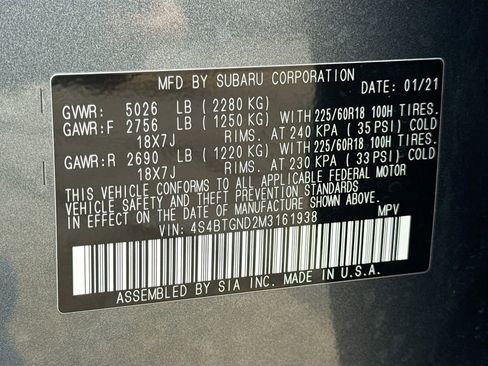 MFD BY SUBARU CORPORATION
DATE: 01/21
GVWR: 5026 LB (2280 KG)
GAWR:F 2756 LB (1250 KG) WITH 225/60R18 100H TIRES.
18X7J RIMS. AT 240 KPA (35 PSI) COLD
GAWR:R 2690 LB (1220 KG) WITH 225/60R18 100H TIRES.
18X7J RIMS. AT 230 KPA (33 PSI) COLD
THIS VEHICLE CONFORMS TO ALL APPLICABLE FEDERAL MOTOR
VEHICLE SAFETY AND THEFT PREVENTION STANDARDS
IN EFFECT ON THE DATE OF MANUFACTURE SHOWN ABOVE.
VIN: 4S4BTGND2M3161938 MPV
ASSEMBLED BY SIA INC. MADE IN U.S.A.